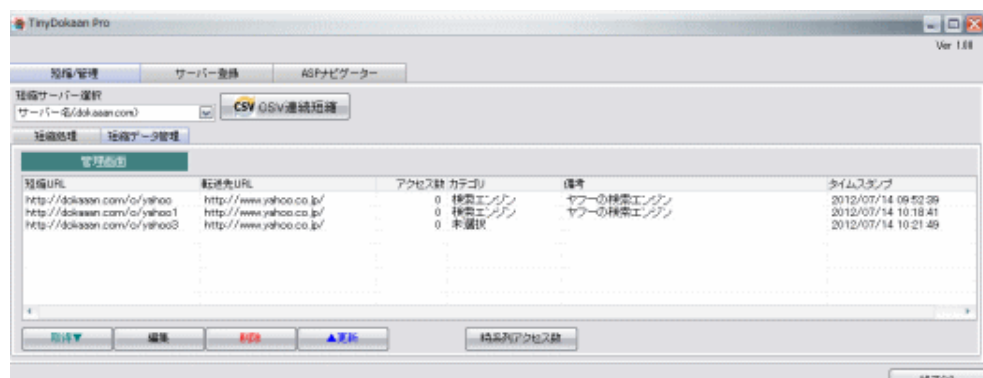 TinyDokaan Pro
Ver 1.08
短縮/管理 サーバー登録 ASPナビゲーター
短縮サーバー選択
サーバー名(dokaaan.com) CSV CSV連続短縮
短縮処理 短縮データ管理
管理画面
短縮URL 転送先URL アクセス数 カテゴリ 備考 タイムスタンプ
http://dokaaan.com/o/yahoo http://www.yahoo.co.jp/ 0 検索エンジン ヤフーの検索エンジン 2012/07/14 09:52:39
http://dokaaan.com/o/yahoo1 http://www.yahoo.co.jp/ 0 検索エンジン ヤフーの検索エンジン 2012/07/14 10:18:41
http://dokaaan.com/o/yahoo3 http://www.yahoo.co.jp/ 0 未選択 2012/07/14 10:21:49
取得▼ 編集 削除 ▲更新 時系列アクセス数